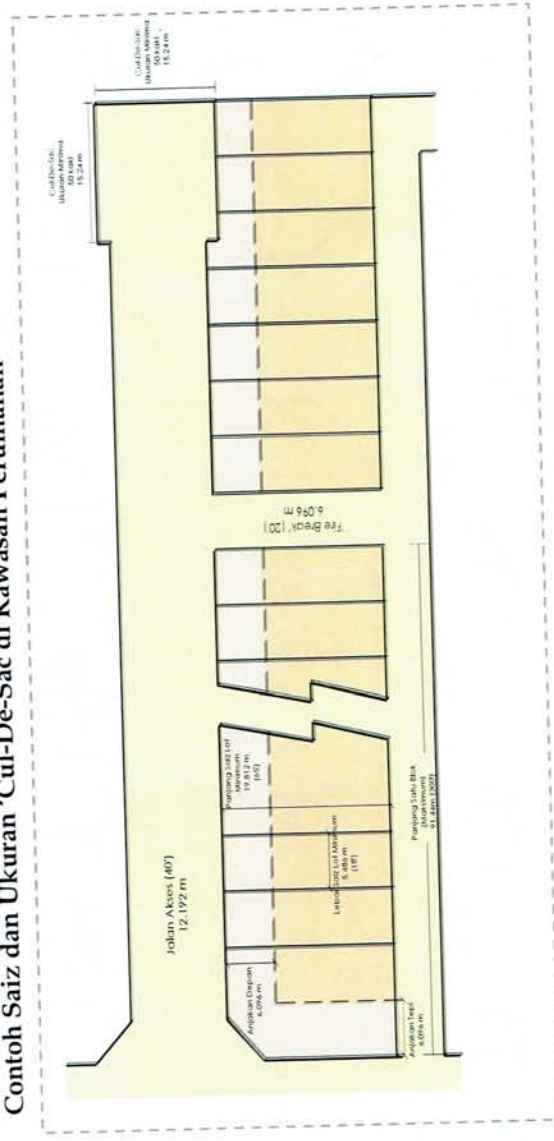 Contoh Saiz dan Ukuran 'Cul-De-Sac di Kawasan Perumahan
Cul-De-Sac
Ukuran Minima
50 kaki
15.24 m
Cul-De-Sac
Ukuran Minima
50 kaki
15.24 m
Jalan Akses (40')
12.192 m
'Fire Break' (20')
6.096 m
Panjang Saiz Lot
Minimum
19.812 m
(65')
Lebar Saiz Lot Minimum
5.486 m
(18')
Anjakan Depan
6.096 m
Anjakan Tepi
6.096 m
Panjang Satu Blok
(Maksimum)
91.44m (300')